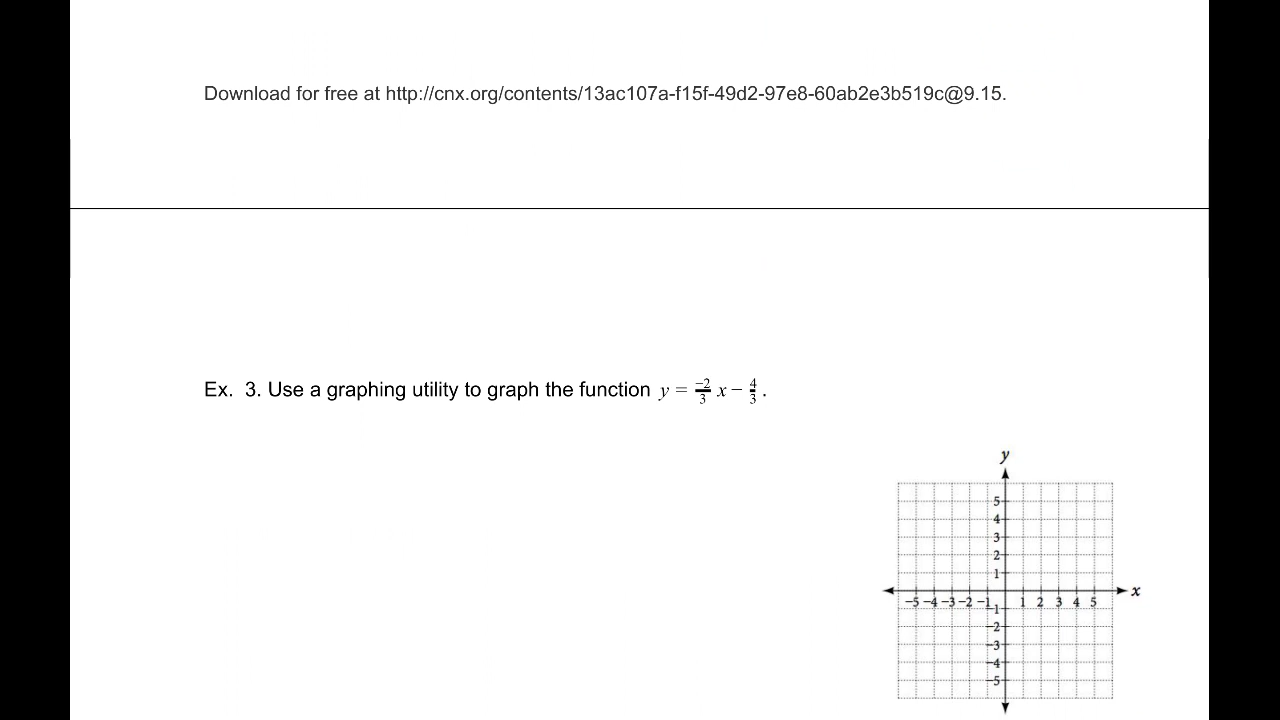 Download for free at http://cnx.org/contents/13ac107a-f15f-49d2-97e8-60ab2e3b519c@9.15.
Ex. 3. Use a graphing utility to graph the function y = −2/3 x − 4/3 .
y
5
4
3
2
1
−5 −4 −3 −2 −1 1 2 3 4 5 x
−1
−2
−3
−4
−5